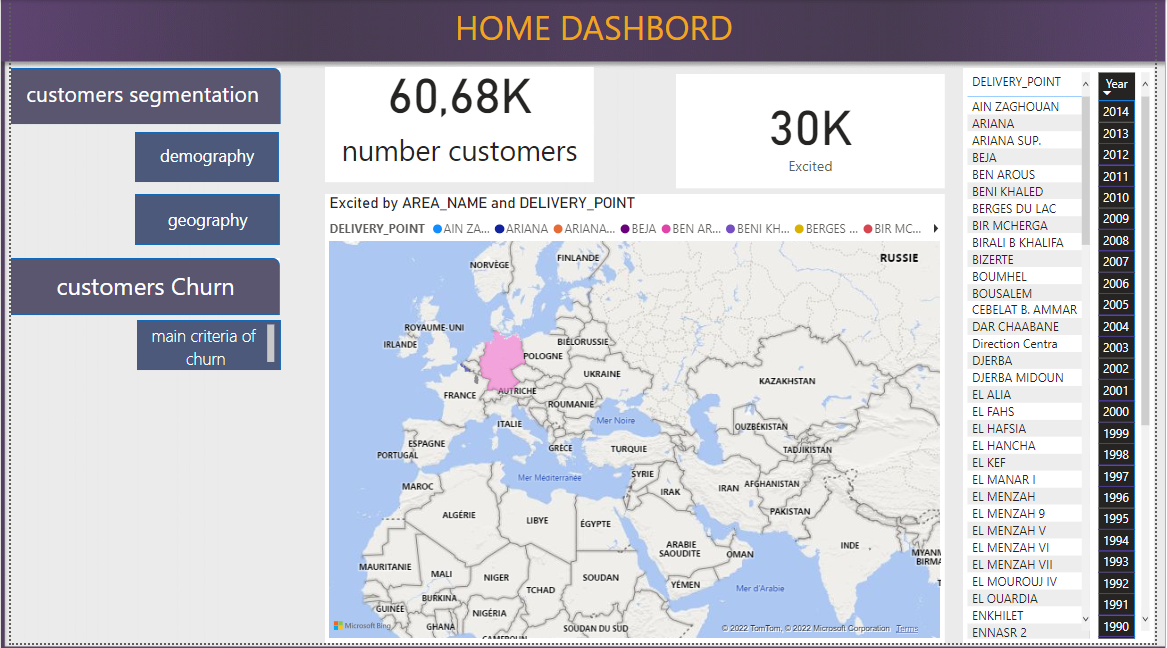 HOME DASHBORD
customers segmentation
demography
geography
customers Churn
main criteria of
churn
60,68K
number customers
30K
Excited
Excited by AREA_NAME and DELIVERY_POINT
DELIVERY_POINT AIN ZA... ARIANA ARIANA... BEJA BEN AR... BENI KH... BERGES ... BIR MC...
NORVÈGE
FINLANDE
RUSSIE
ROYAUME-UNI
IRLANDE
BIÉLORUSSIE
POLOGNE
UKRAINE
KAZAKHSTAN
FRANCE
AUTRICHE
ROUMANIE
ITALIE
Mer Noire
OUZBÉKISTAN
ESPAGNE
PORTUGAL
GRÈCE
TURQUIE
TADJIKISTAN
Mer Méditerranée
SYRIE
MAROC
IRAK
IRAN
AFGHANISTAN
PAKISTAN
ALGÉRIE
LIBYE
ÉGYPTE
ARABIE
SAOUDITE
OMAN
INDE
MYANM
BIRMA
MAURITANIE
MALI
NIGER
TCHAD
SOUDAN
YÉMEN
Mer d'Arabie
BURKINA
GUINÉE
NIGÉRIA
GHANA
CAMEROUN
SOUDAN DU SUD
Microsoft Bing
© 2022 TomTom, © 2022 Microsoft Corporation Terms
DELIVERY_POINT
AIN ZAGHOUAN
ARIANA
ARIANA SUP.
BEJA
BEN AROUS
BENI KHALED
BERGES DU LAC
BIR MCHERGA
BIRALI B KHALIFA
BIZERTE
BOUMHEL
BOUSALEM
CEBELAT B. AMMAR
DAR CHAABANE
Direction Centra
DJERBA
DJERBA MIDOUN
EL ALIA
EL FAHS
EL HAFSIA
EL HANCHA
EL KEF
EL MANAR I
EL MENZAH
EL MENZAH 9
EL MENZAH V
EL MENZAH VI
EL MENZAH VII
EL MOUROUJ IV
EL OUARDIA
ENKHILET
ENNASR 2
Year
2014
2013
2012
2011
2010
2009
2008
2007
2006
2005
2004
2003
2002
2001
2000
1999
1998
1997
1996
1995
1994
1993
1992
1991
1990